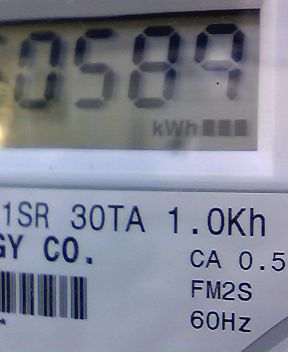 0589
kWh
1SR 30TA 1.0Kh
GY CO.
CA 0.5
FM2S
60Hz